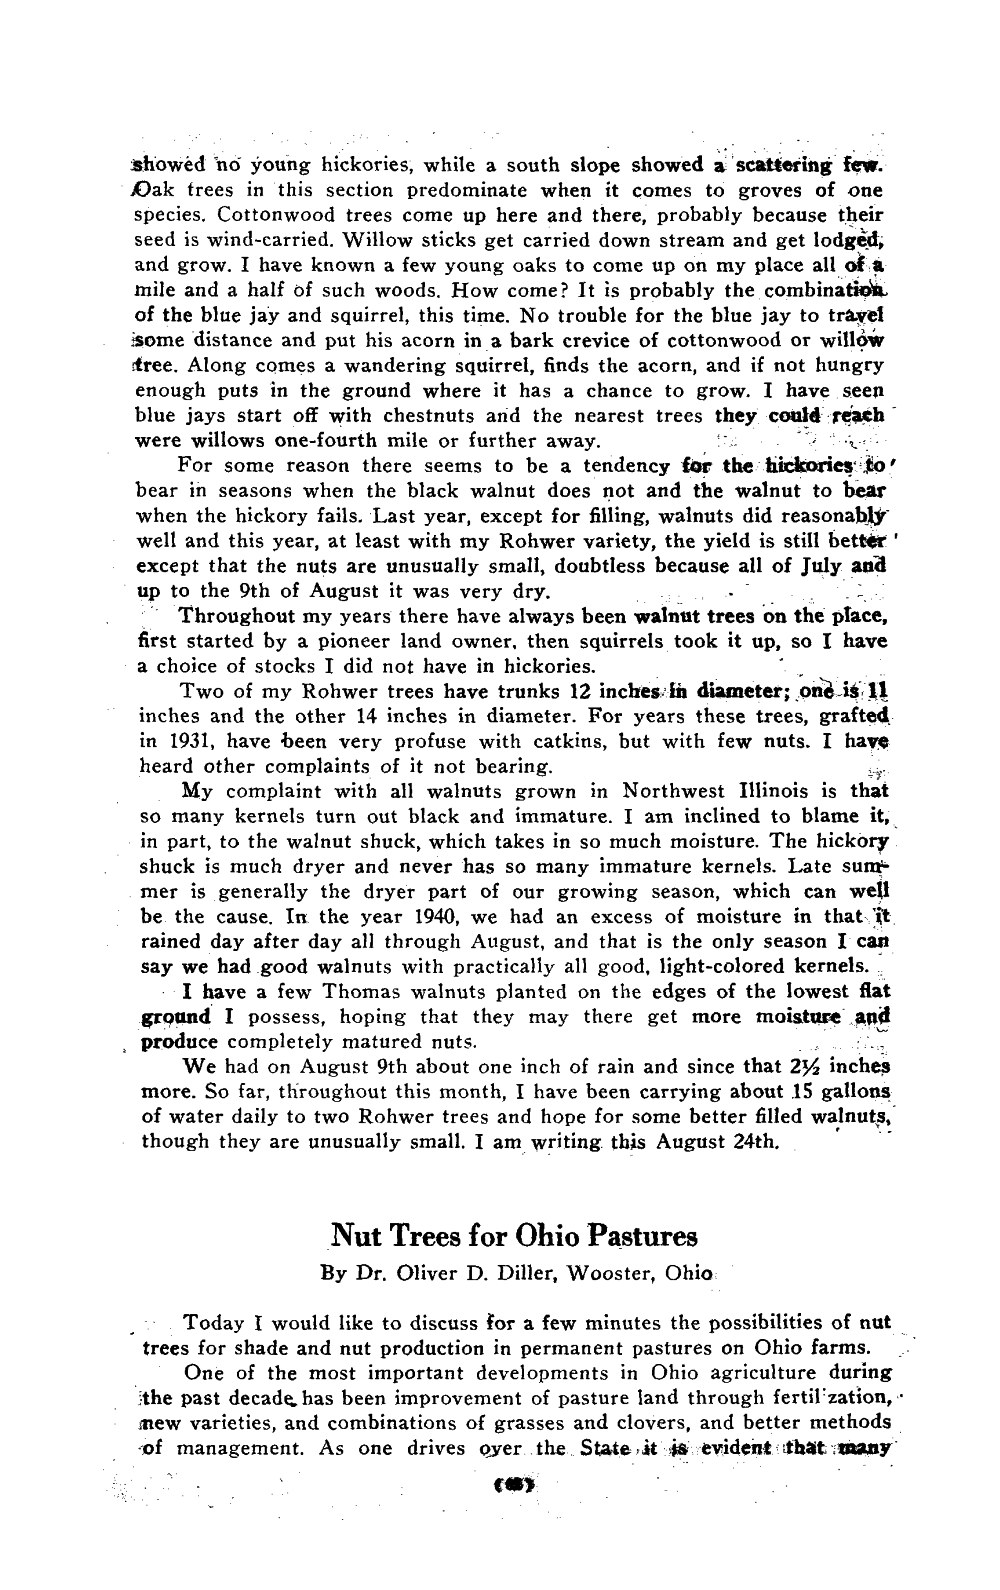 showed no young hickories, while a south slope showed a scattering few.
Oak trees in this section predominate when it comes to groves of one
species. Cottonwood trees come up here and there, probably because their
seed is wind-carried. Willow sticks get carried down stream and get lodged,
and grow. I have known a few young oaks to come up on my place all of a
mile and a half of such woods. How come? It is probably the combination
of the blue jay and squirrel, this time. No trouble for the blue jay to travel
some distance and put his acorn in a bark crevice of cottonwood or willow
tree. Along comes a wandering squirrel, finds the acorn, and if not hungry
enough puts in the ground where it has a chance to grow. I have seen
blue jays start off with chestnuts and the nearest trees they could reach
were willows one-fourth mile or further away.
For some reason there seems to be a tendency for the hickories to
bear in seasons when the black walnut does not and the walnut to bear
when the hickory fails. Last year, except for filling, walnuts did reasonably
well and this year, at least with my Rohwer variety, the yield is still better
except that the nuts are unusually small, doubtless because all of July and
up to the 9th of August it was very dry.
Throughout my years there have always been walnut trees on the place,
first started by a pioneer land owner, then squirrels took it up, so I have
a choice of stocks I did not have in hickories.
Two of my Rohwer trees have trunks 12 inches in diameter; one is 11
inches and the other 14 inches in diameter. For years these trees, grafted
in 1931, have been very profuse with catkins, but with few nuts. I have
heard other complaints of it not bearing.
My complaint with all walnuts grown in Northwest Illinois is that
so many kernels turn out black and immature. I am inclined to blame it,
in part, to the walnut shuck, which takes in so much moisture. The hickory
shuck is much dryer and never has so many immature kernels. Late sum-
mer is generally the dryer part of our growing season, which can well
be the cause. In the year 1940, we had an excess of moisture in that it
rained day after day all through August, and that is the only season I can
say we had good walnuts with practically all good, light-colored kernels.
I have a few Thomas walnuts planted on the edges of the lowest flat
ground I possess, hoping that they may there get more moisture and
produce completely matured nuts.
We had on August 9th about one inch of rain and since that 2½ inches
more. So far, throughout this month, I have been carrying about 15 gallons
of water daily to two Rohwer trees and hope for some better filled walnuts,
though they are unusually small. I am writing this August 24th.
Nut Trees for Ohio Pastures
By Dr. Oliver D. Diller, Wooster, Ohio
Today I would like to discuss for a few minutes the possibilities of nut
trees for shade and nut production in permanent pastures on Ohio farms.
One of the most important developments in Ohio agriculture during
the past decade has been improvement of pasture land through fertilization,
new varieties, and combinations of grasses and clovers, and better methods
of management. As one drives over the State it is evident that many